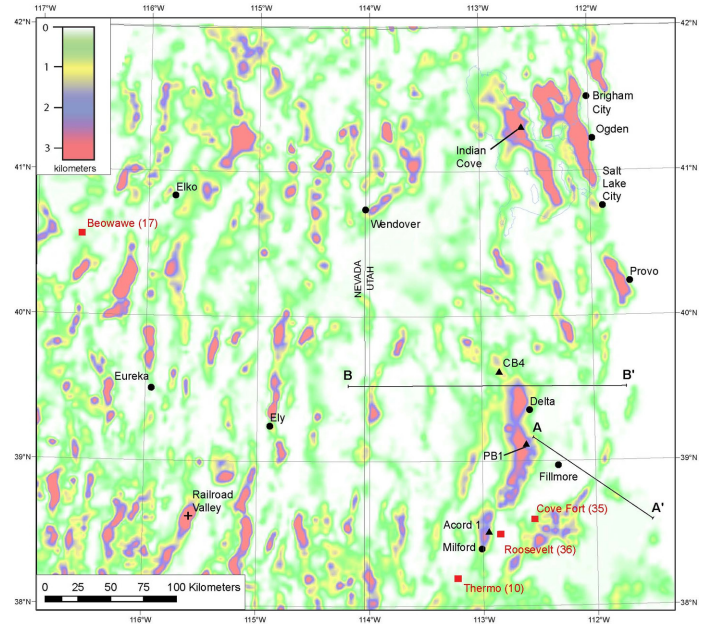 117°W
116°W
115°W
114°W
113°W
112°W
42°N
42°N
0
1
2
3
kilometers
Brigham
City
Ogden
Indian
Cove
41°N
41°N
Salt
Lake
City
Elko
Wendover
Beowawe (17)
NEVADA
UTAH
Provo
40°N
40°N
CB4
Eureka
B
B'
Delta
Ely
A
PB1
39°N
39°N
Fillmore
Railroad
Valley
A'
Cove Fort (35)
Acord 1
Milford
Roosevelt (36)
Thermo (10)
0 25 50 75 100 Kilometers
38°N
38°N
116°W
115°W
114°W
113°W
112°W